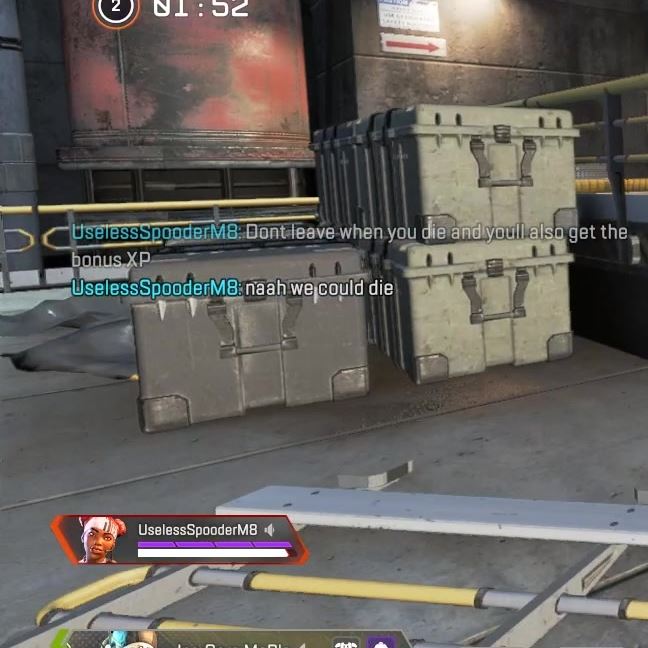 2 01:52
UselessSpooderM8: Dont leave when you die and youll also get the
bonus XP
UselessSpooderM8: naah we could die
UselessSpooderM8